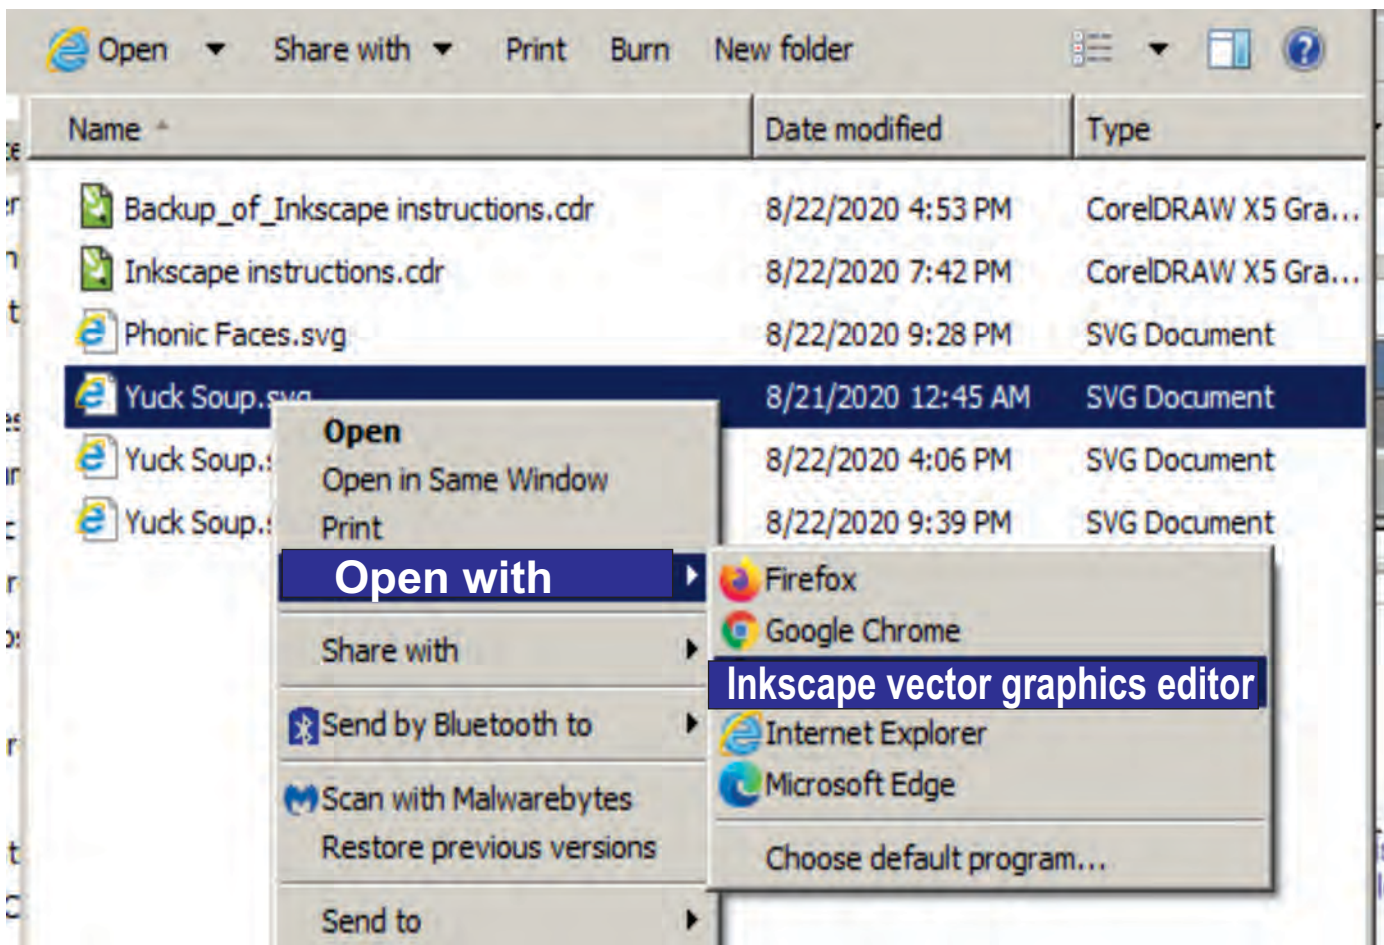 Open Share with Print Burn New folder
Name Date modified Type
Backup_of_Inkscape instructions.cdr 8/22/2020 4:53 PM CorelDRAW X5 Gra...
Inkscape instructions.cdr 8/22/2020 7:42 PM CorelDRAW X5 Gra...
Phonic Faces.svg 8/22/2020 9:28 PM SVG Document
Yuck Soup.svg 8/21/2020 12:45 AM SVG Document
Yuck Soup. 8/22/2020 4:06 PM SVG Document
Yuck Soup. 8/22/2020 9:39 PM SVG Document
Open
Open in Same Window
Print
Open with
Share with
Send by Bluetooth to
Scan with Malwarebytes
Restore previous versions
Send to
Firefox
Google Chrome
Inkscape vector graphics editor
Internet Explorer
Microsoft Edge
Choose default program...